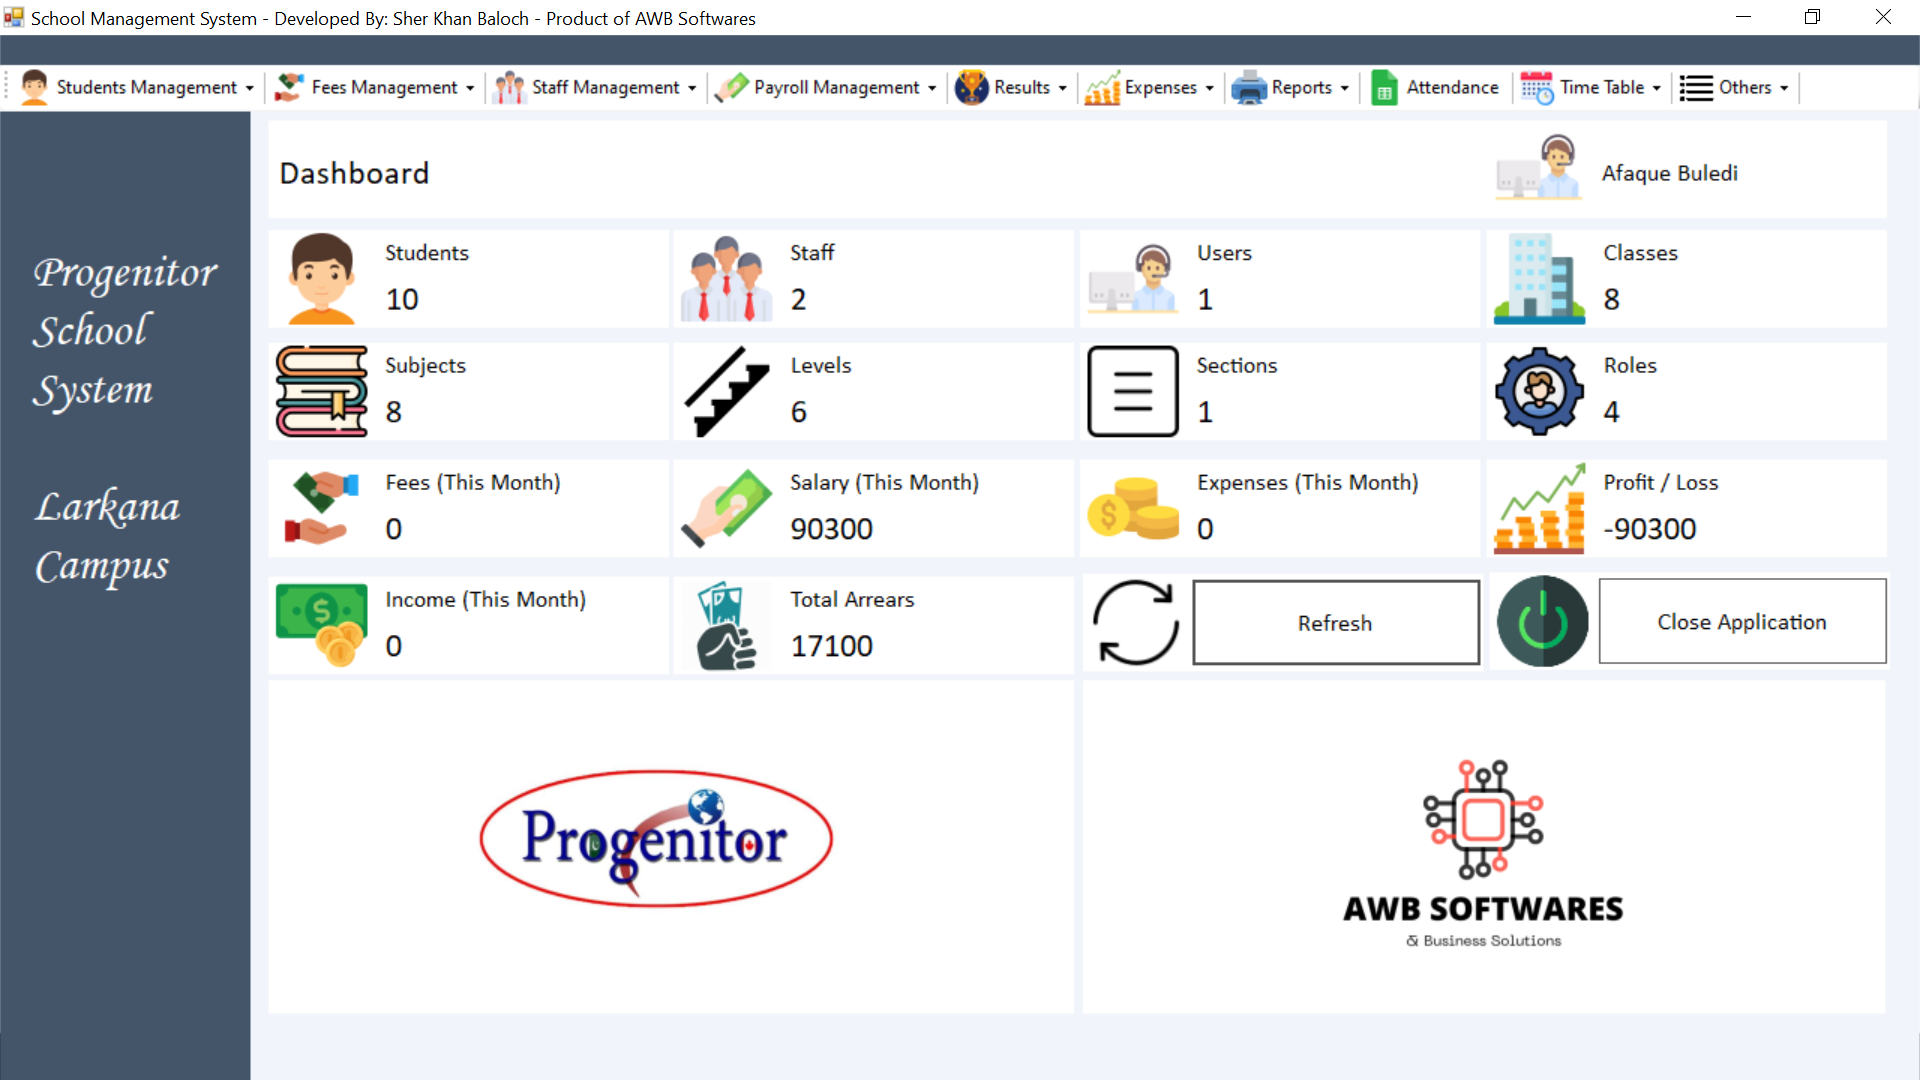 School Management System - Developed By: Sher Khan Baloch - Product of AWB Softwares
Students Management Fees Management Staff Management Payroll Management Results Expenses Reports Attendance Time Table Others
Progenitor
School
System
Larkana
Campus
Dashboard
Afaque Buledi
Students
10
Staff
2
Users
1
Classes
8
Subjects
8
Levels
6
Sections
1
Roles
4
Fees (This Month)
0
Salary (This Month)
90300
Expenses (This Month)
0
Profit / Loss
-90300
Income (This Month)
0
Total Arrears
17100
Refresh
Close Application
Progenitor
AWB SOFTWARES
& Business Solutions